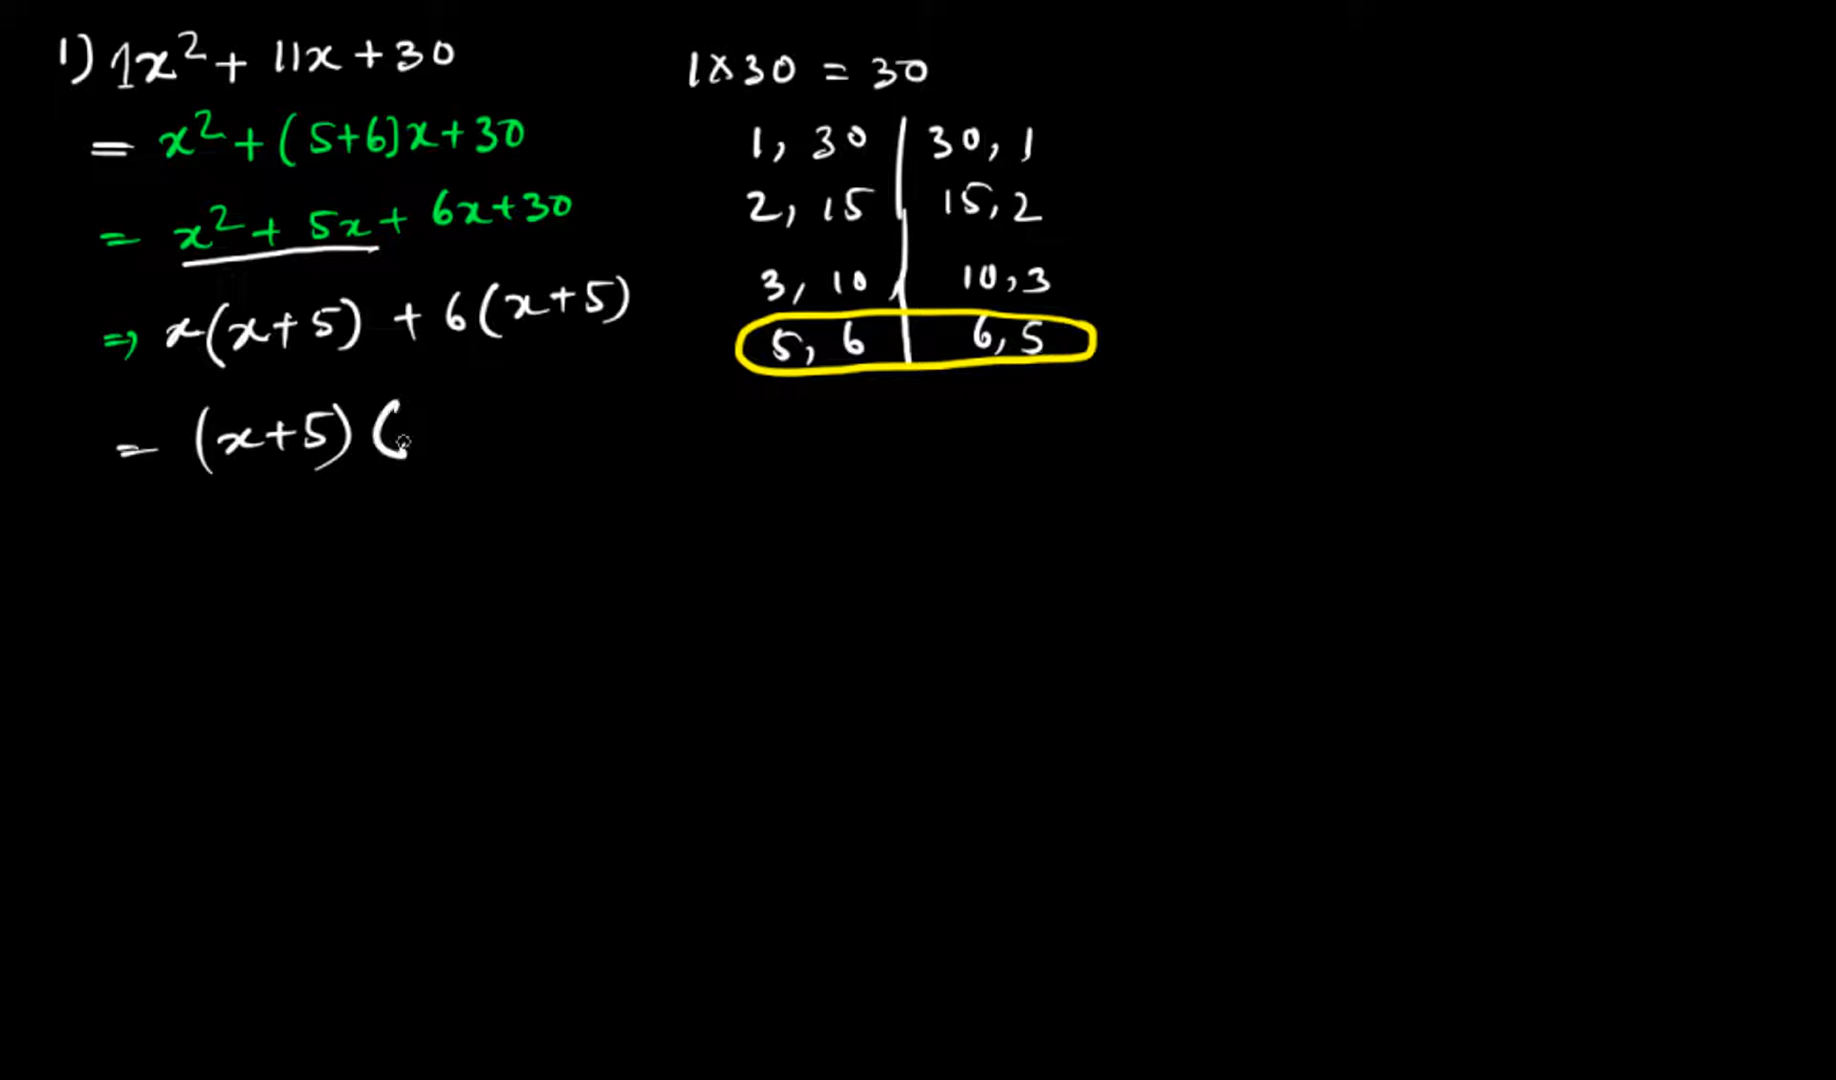 1) 1x² + 11x + 30
= x² + (5+6)x + 30
= x² + 5x + 6x + 30
⇒ x(x+5) + 6(x+5)
= (x+5)(
1 × 30 = 30
1, 30 | 30, 1
2, 15 | 15, 2
3, 10 | 10, 3
5, 6 | 6, 5